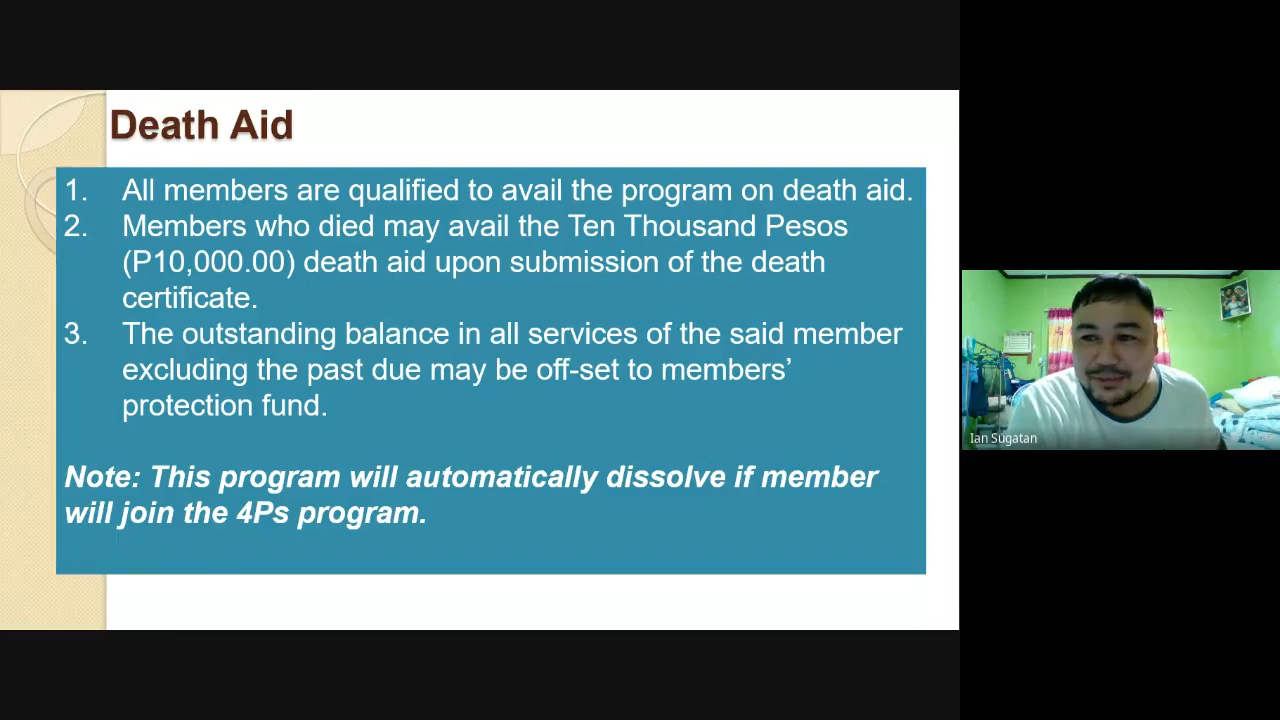 Death Aid
1. All members are qualified to avail the program on death aid.
2. Members who died may avail the Ten Thousand Pesos
(P10,000.00) death aid upon submission of the death
certificate.
3. The outstanding balance in all services of the said member
excluding the past due may be off-set to members’
protection fund.
Note: This program will automatically dissolve if member
will join the 4Ps program.
Ian Sugatan